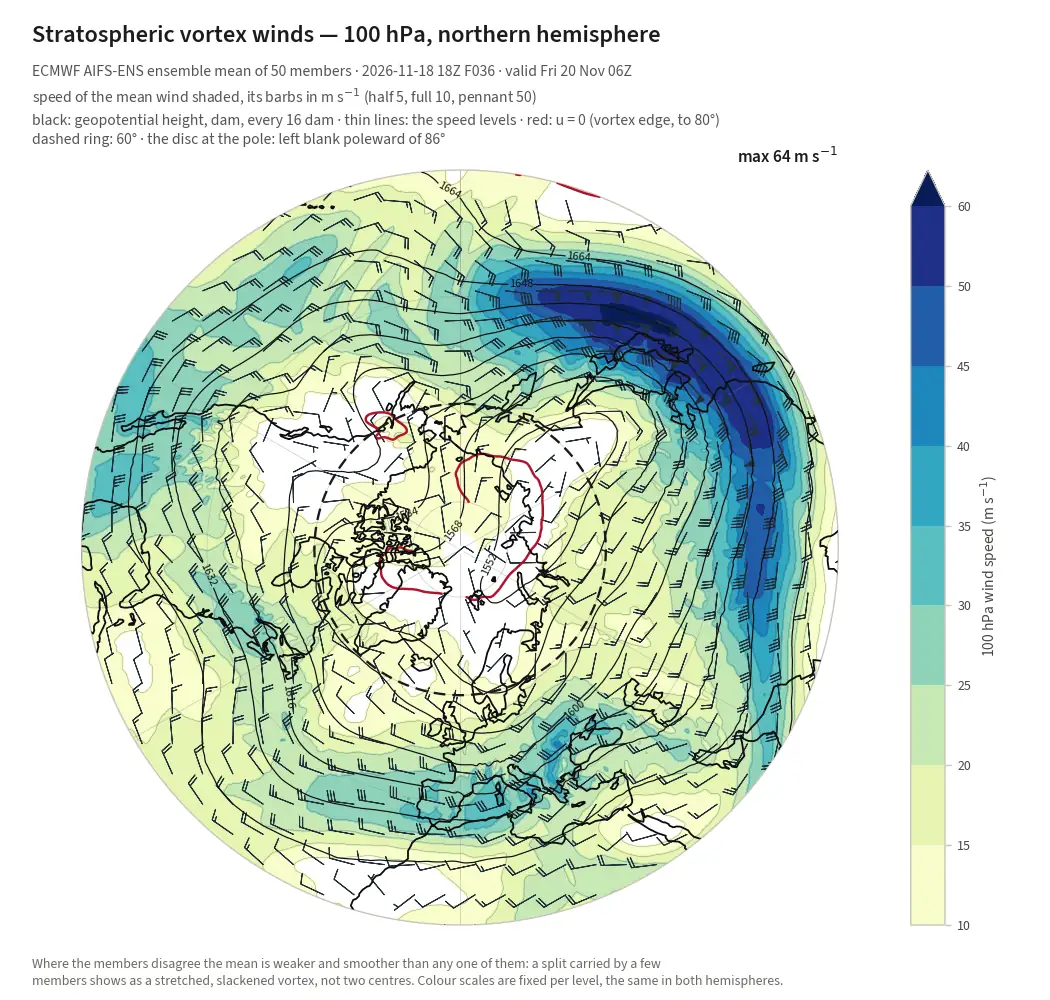 Stratospheric vortex winds — 100 hPa, northern hemisphere
ECMWF AIFS-ENS ensemble mean of 50 members · 2026-11-18 18Z F036 · valid Fri 20 Nov 06Z
speed of the mean wind shaded, its barbs in m s⁻¹ (half 5, full 10, pennant 50)
black: geopotential height, dam, every 16 dam · thin lines: the speed levels · red: u = 0 (vortex edge, to 80°)
dashed ring: 60° · the disc at the pole: left blank poleward of 86°
max 64 m s⁻¹
1664
1664
1648
1568
1552
1632
1616
1600
60
50
45
40
35
30
25
20
15
10
100 hPa wind speed (m s⁻¹)
Where the members disagree the mean is weaker and smoother than any one of them: a split carried by a few
members shows as a stretched, slackened vortex, not two centres. Colour scales are fixed per level, the same in both hemispheres.